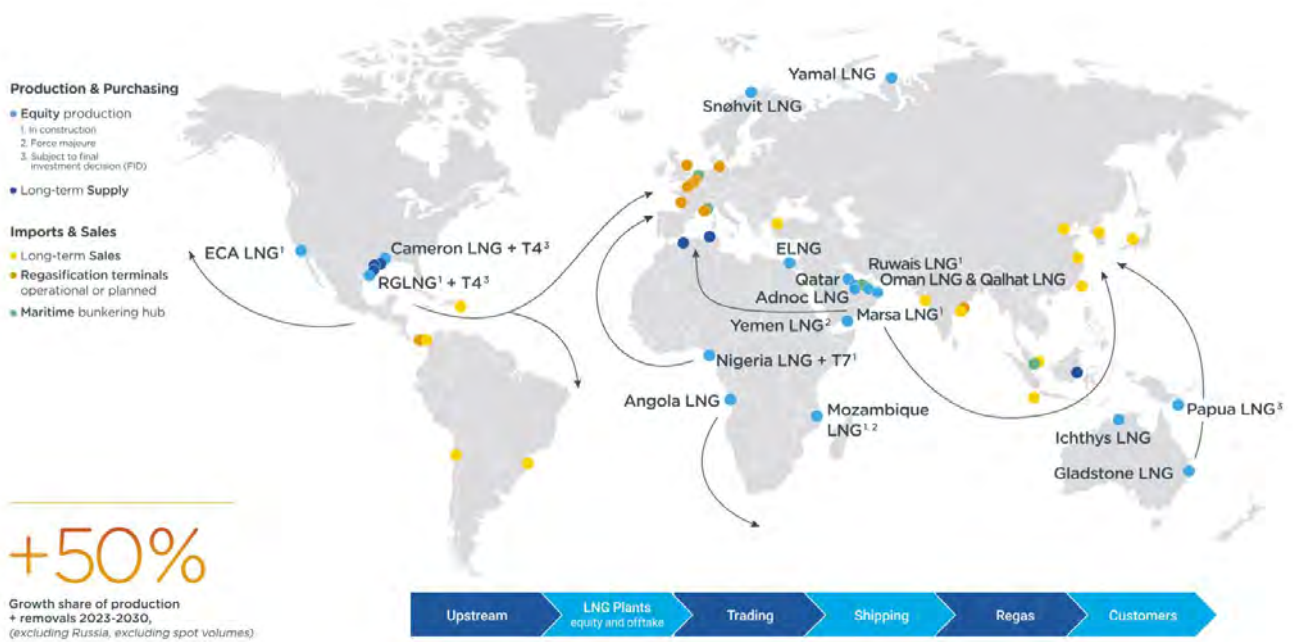 Production & Purchasing
Equity production
1. In construction
2. Force majeure
3. Subject to final
investment decision (FID)
Long-term Supply
Imports & Sales
Long-term Sales
Regasification terminals
operational or planned
Maritime bunkering hub
Yamal LNG
Snøhvit LNG
ECA LNG¹
Cameron LNG + T4³
RGLNG¹ + T4³
ELNG
Ruwais LNG¹
Qatar
Oman LNG & Qalhat LNG
Adnoc LNG
Marsa LNG¹
Yemen LNG²
Nigeria LNG + T7¹
Angola LNG
Mozambique
LNG¹,²
Papua LNG³
Ichthys LNG
Gladstone LNG
+50%
Growth share of production
+ removals 2023-2030,
(excluding Russia, excluding spot volumes)
Upstream
LNG Plants
equity and offtake
Trading
Shipping
Regas
Customers